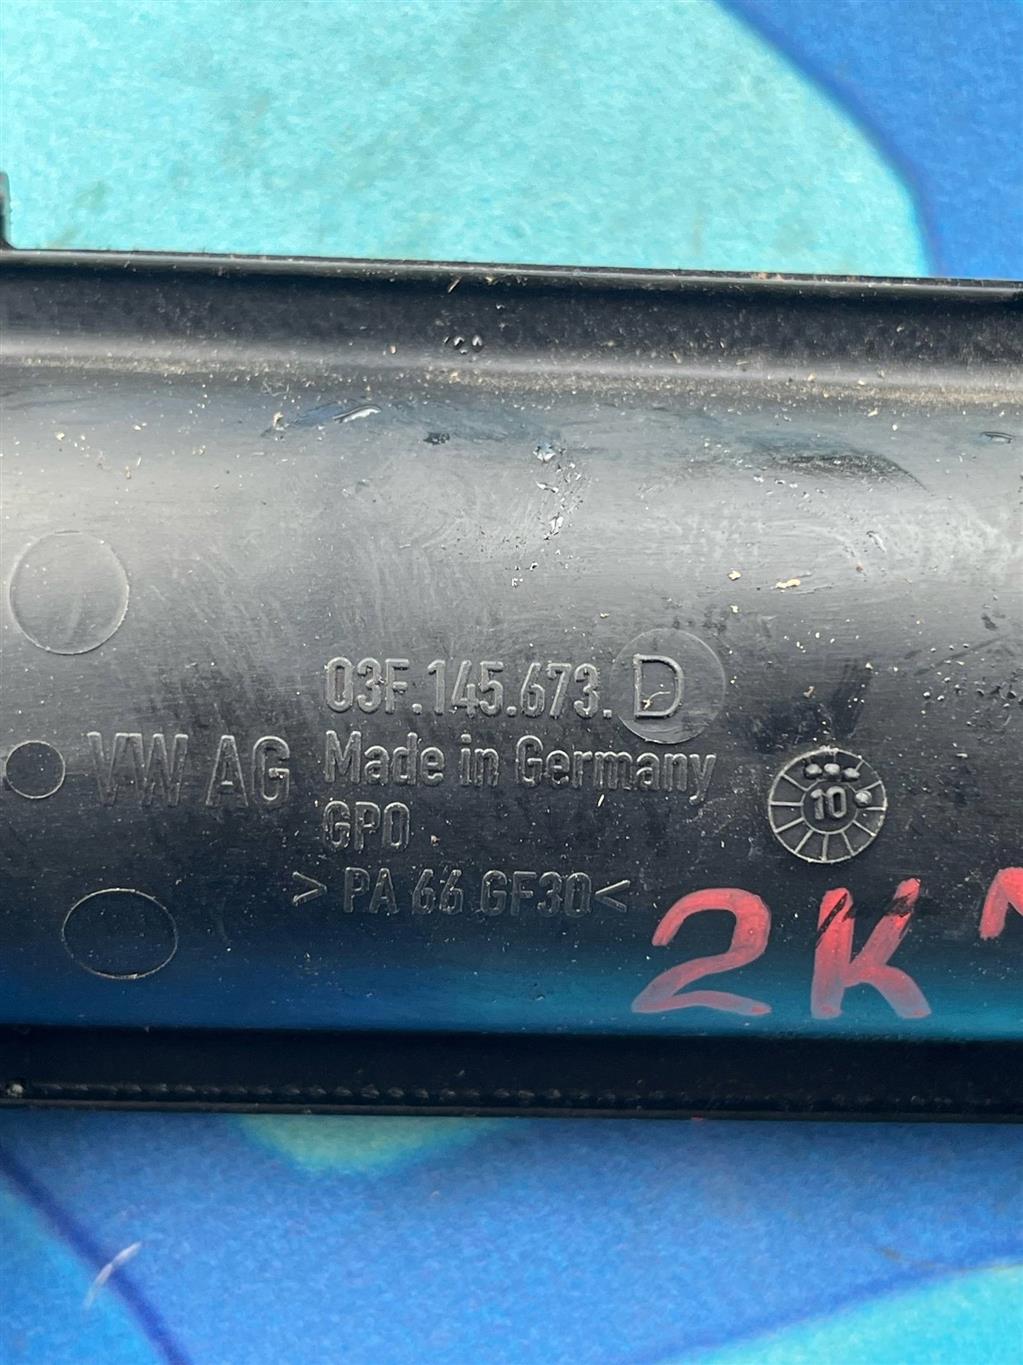 03F.145.673.D
VW AG
Made in Germany
GPO
>PA 66 GF30<
10
2K